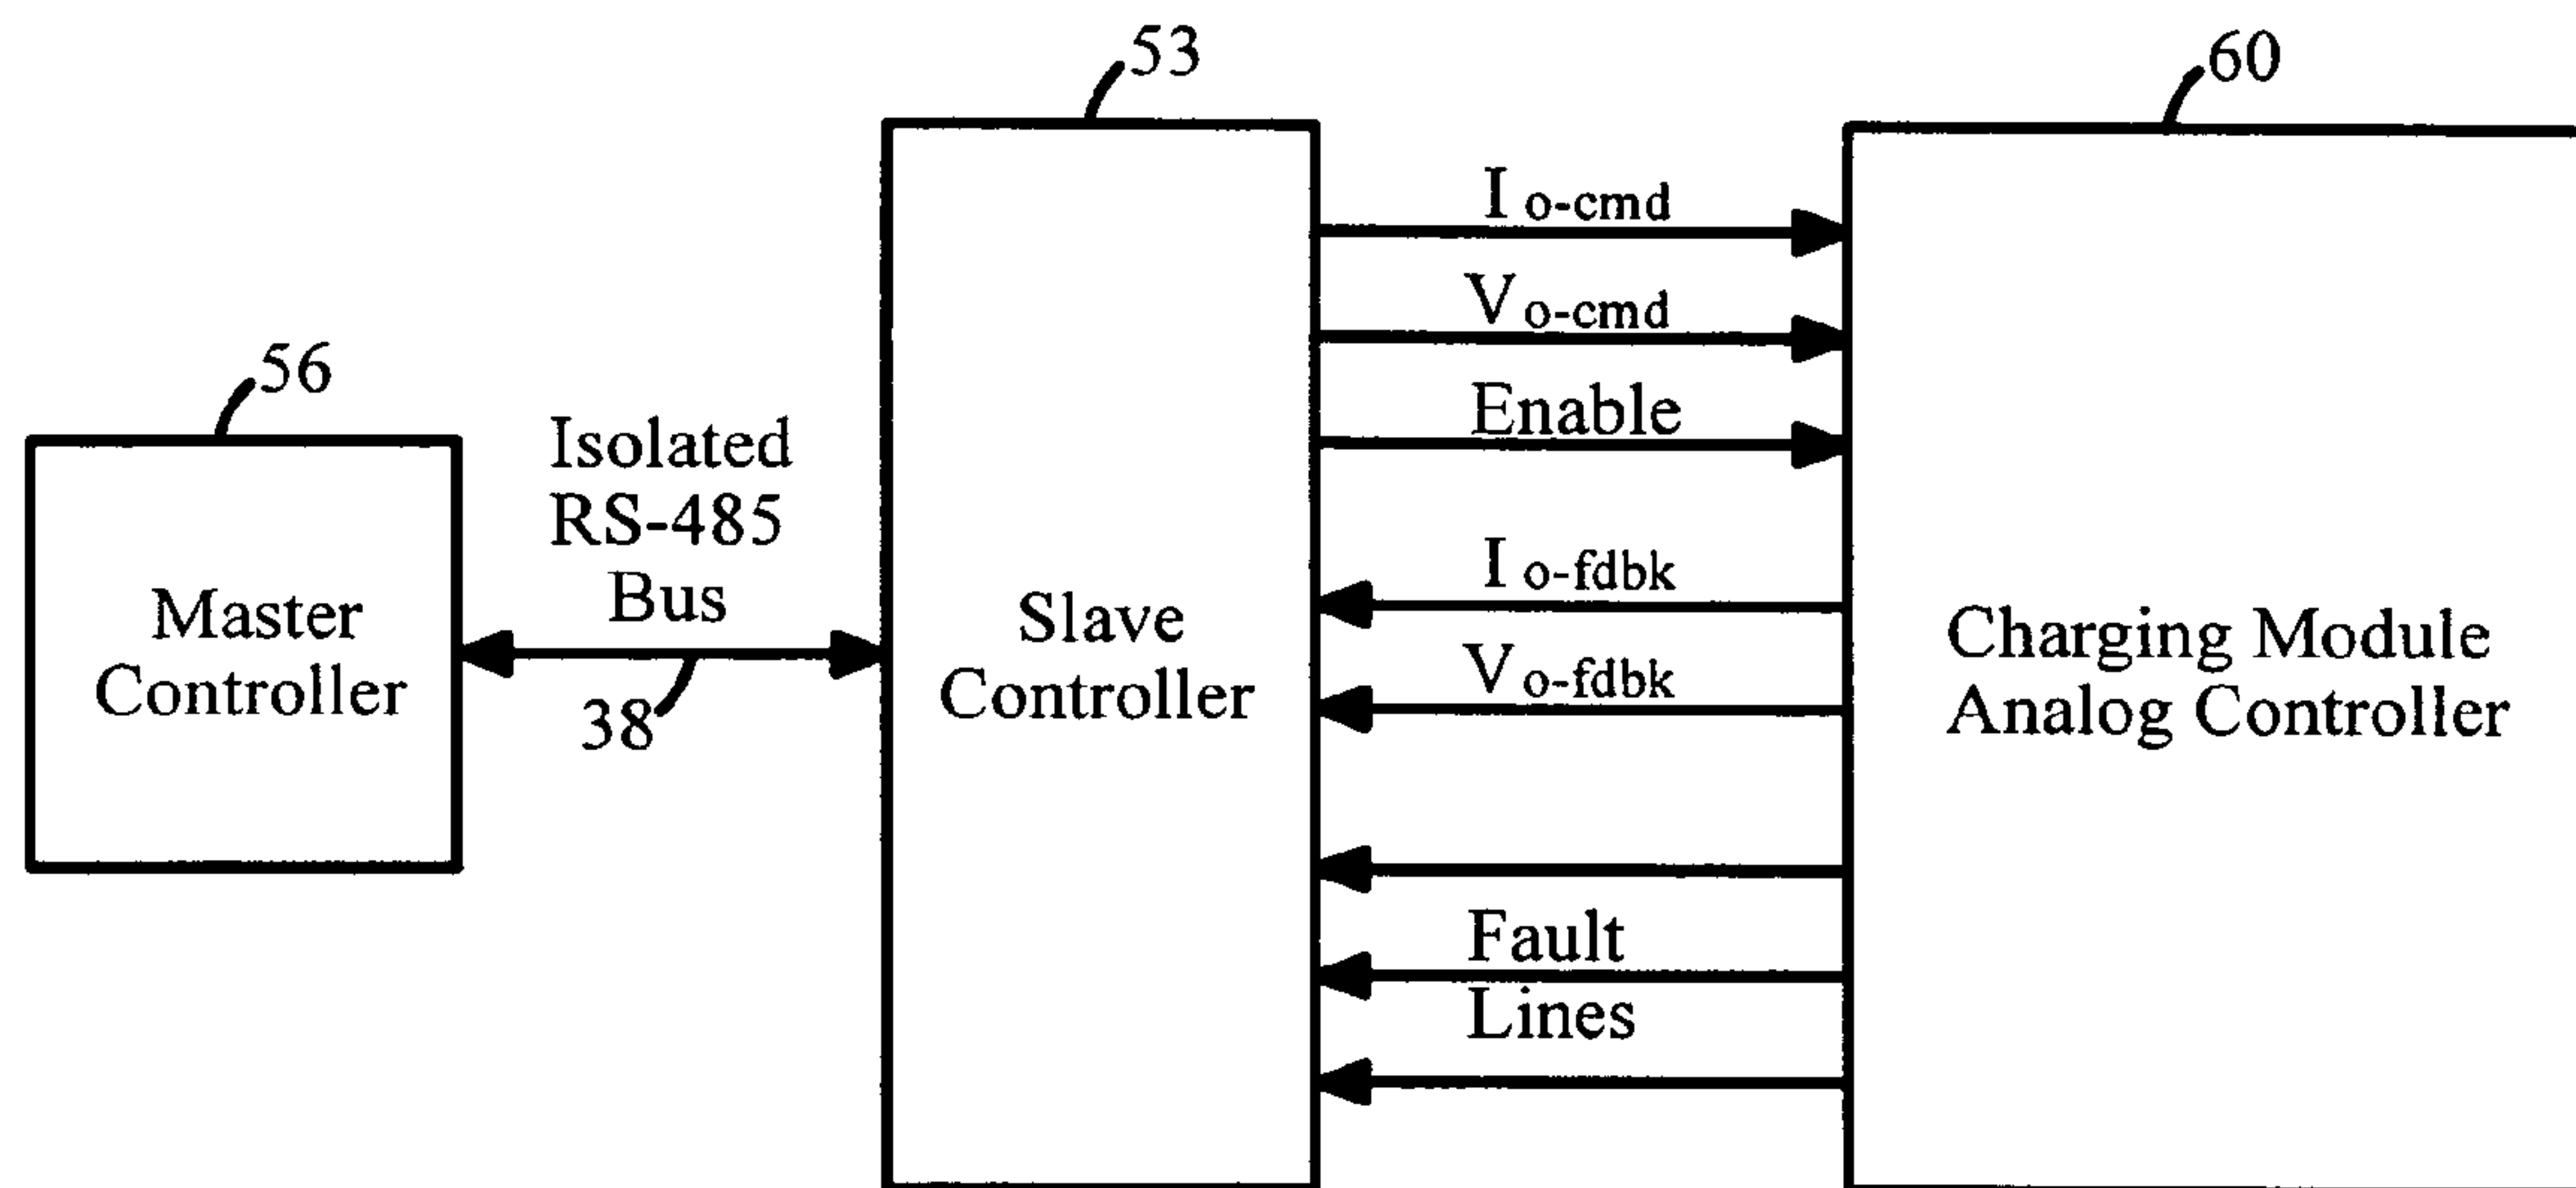 53
60
56
Isolated
RS-485
Bus
38
Master
Controller
Slave
Controller
I o-cmd
V o-cmd
Enable
I o-fdbk
V o-fdbk
Fault
Lines
Charging Module
Analog Controller